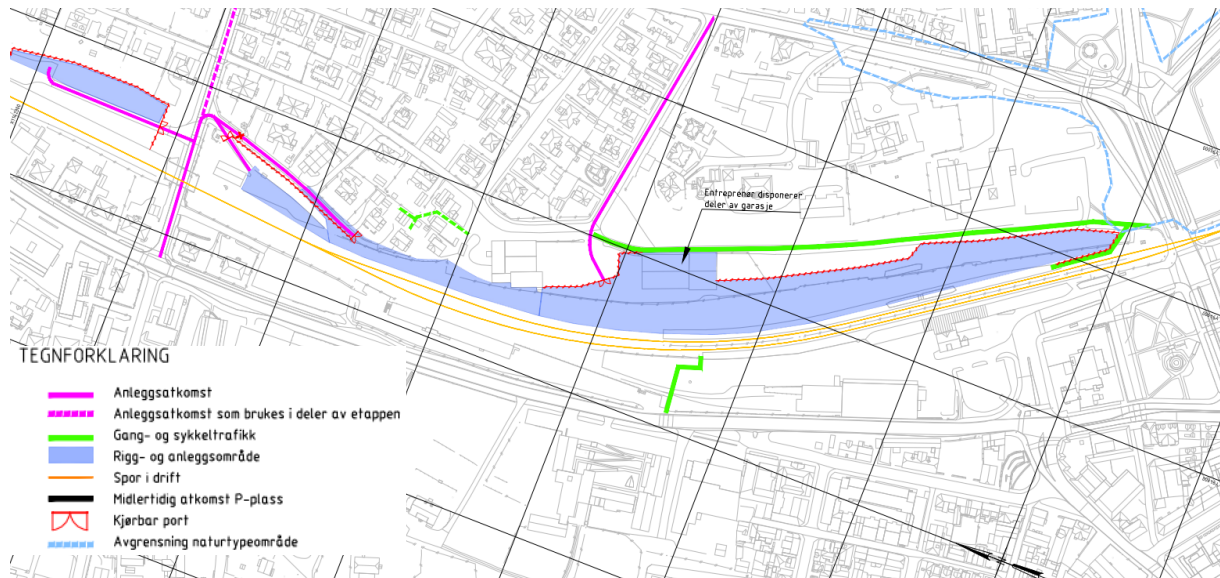 Entreprenør disponerer
deler av garasje
TEGNFORKLARING
Anleggsatkomst
Anleggsatkomst som brukes i deler av etappen
Gang- og sykkeltrafikk
Rigg- og anleggsområde
Spor i drift
Midlertidig atkomst P-plass
Kjørbar port
Avgrensning naturtypeområde